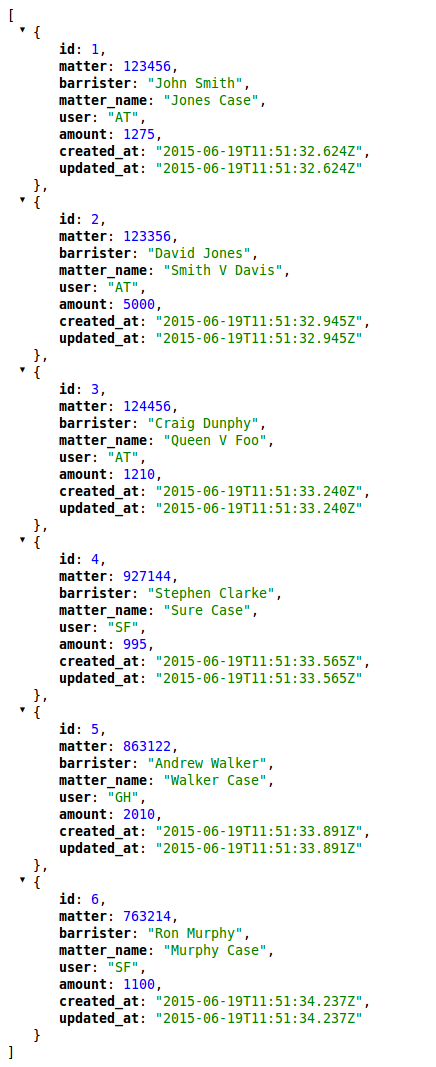 [
▼ {
id: 1,
matter: 123456,
barrister: "John Smith",
matter_name: "Jones Case",
user: "AT",
amount: 1275,
created_at: "2015-06-19T11:51:32.624Z",
updated_at: "2015-06-19T11:51:32.624Z"
},
▼ {
id: 2,
matter: 123356,
barrister: "David Jones",
matter_name: "Smith V Davis",
user: "AT",
amount: 5000,
created_at: "2015-06-19T11:51:32.945Z",
updated_at: "2015-06-19T11:51:32.945Z"
},
▼ {
id: 3,
matter: 124456,
barrister: "Craig Dunphy",
matter_name: "Queen V Foo",
user: "AT",
amount: 1210,
created_at: "2015-06-19T11:51:33.240Z",
updated_at: "2015-06-19T11:51:33.240Z"
},
▼ {
id: 4,
matter: 927144,
barrister: "Stephen Clarke",
matter_name: "Sure Case",
user: "SF",
amount: 995,
created_at: "2015-06-19T11:51:33.565Z",
updated_at: "2015-06-19T11:51:33.565Z"
},
▼ {
id: 5,
matter: 863122,
barrister: "Andrew Walker",
matter_name: "Walker Case",
user: "GH",
amount: 2010,
created_at: "2015-06-19T11:51:33.891Z",
updated_at: "2015-06-19T11:51:33.891Z"
},
▼ {
id: 6,
matter: 763214,
barrister: "Ron Murphy",
matter_name: "Murphy Case",
user: "SF",
amount: 1100,
created_at: "2015-06-19T11:51:34.237Z",
updated_at: "2015-06-19T11:51:34.237Z"
}
]